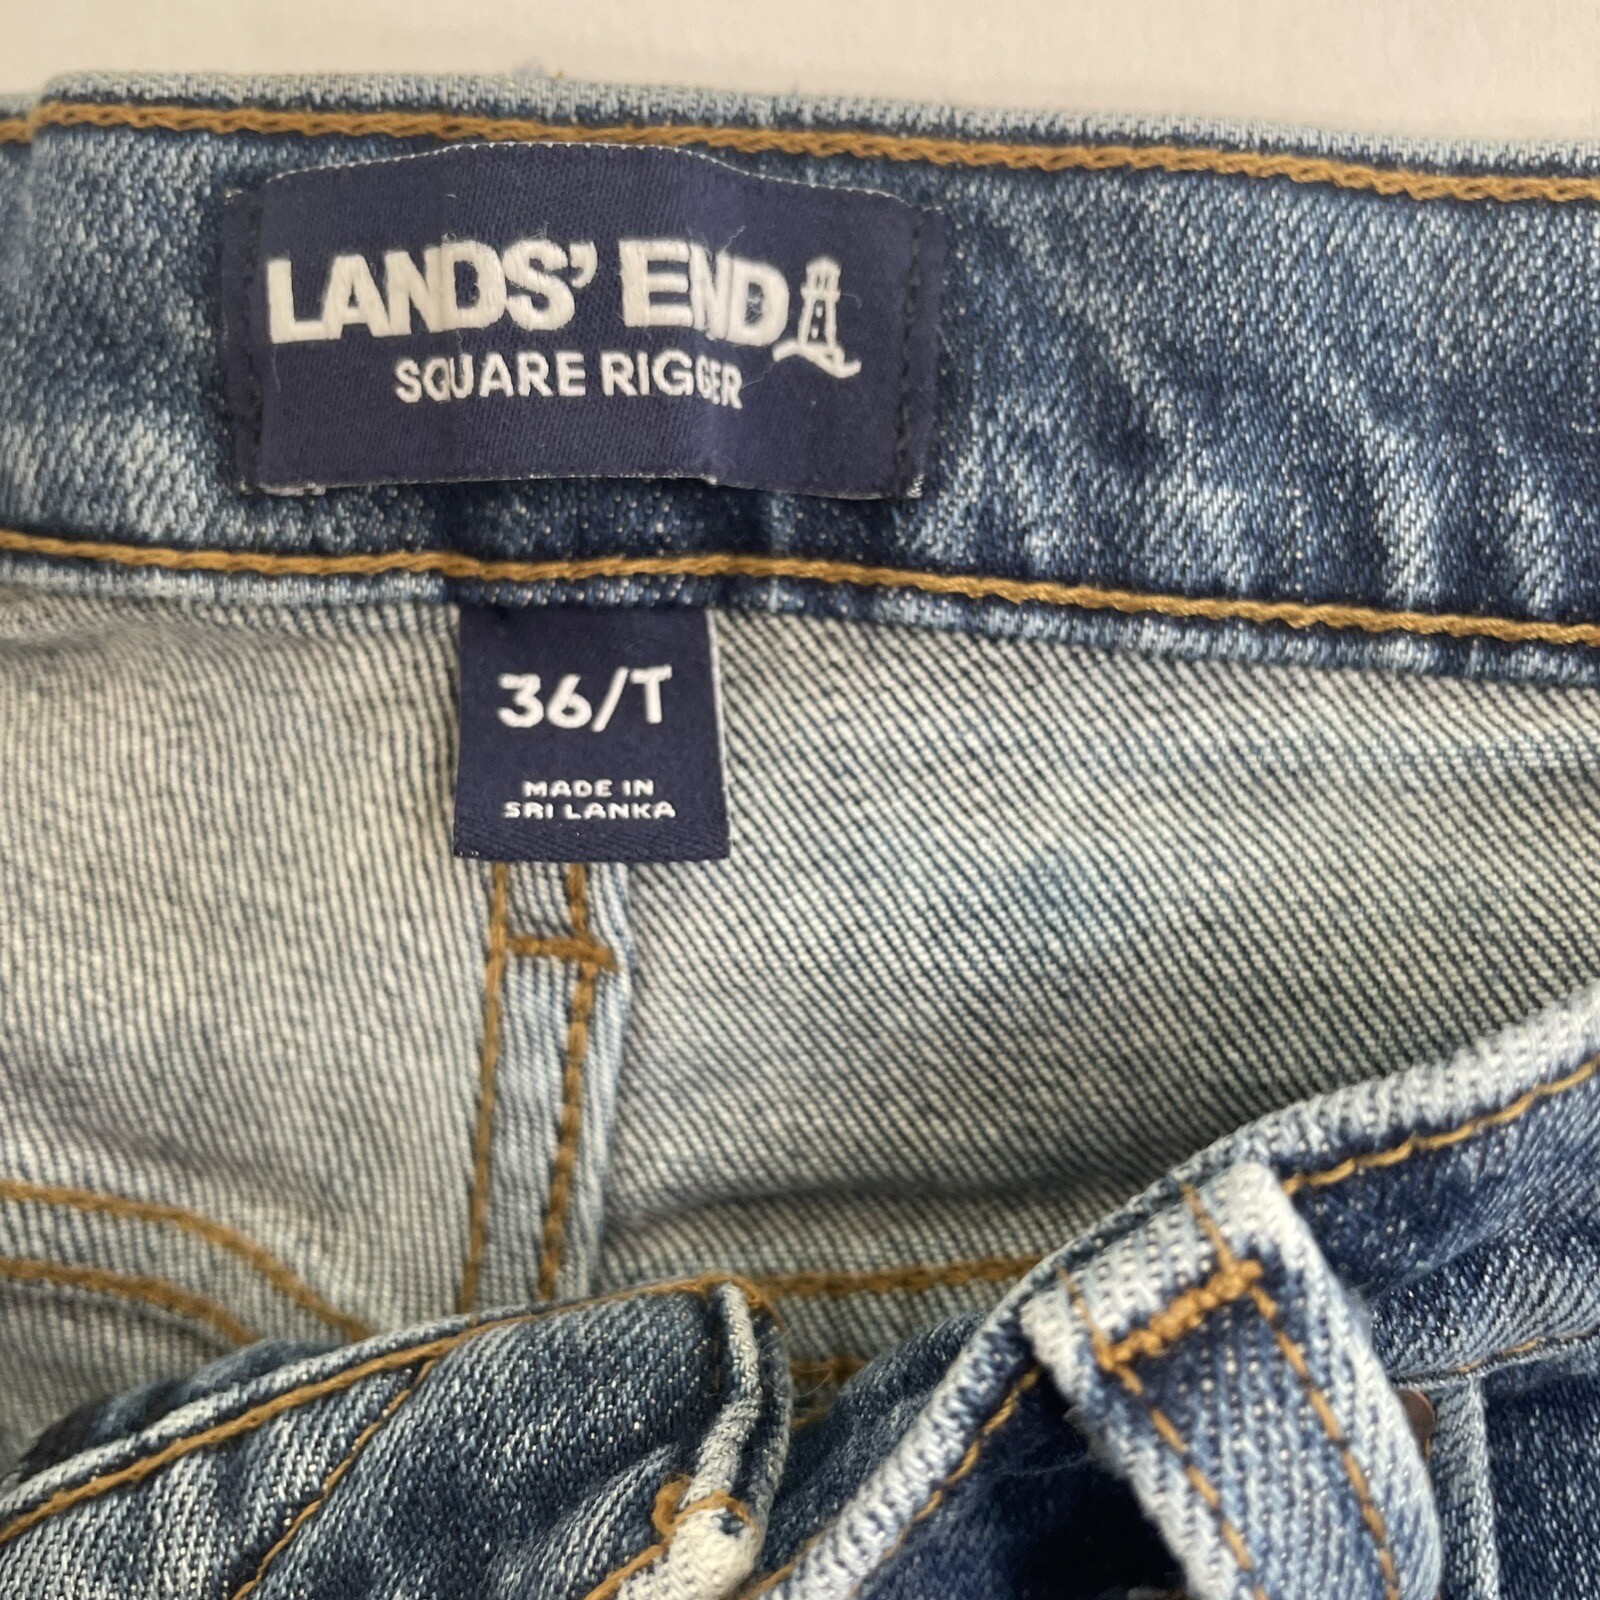 LANDS' END
SQUARE RIGGER
36/T
MADE IN
SRI LANKA